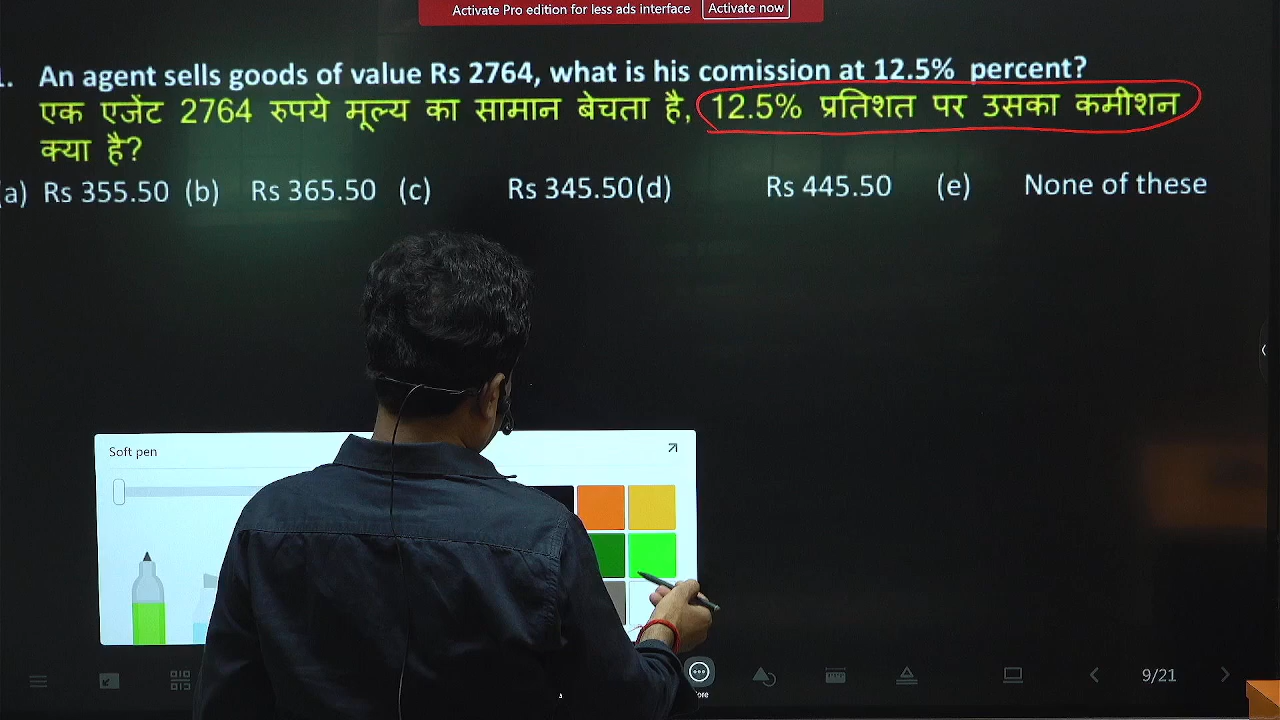 Activate Pro edition for less ads interface Activate now
1. An agent sells goods of value Rs 2764, what is his comission at 12.5% percent?
एक एजेंट 2764 रुपये मूल्य का सामान बेचता है, 12.5% प्रतिशत पर उसका कमीशन
क्या है?
a) Rs 355.50 (b) Rs 365.50 (c) Rs 345.50(d) Rs 445.50 (e) None of these
Soft pen
9/21